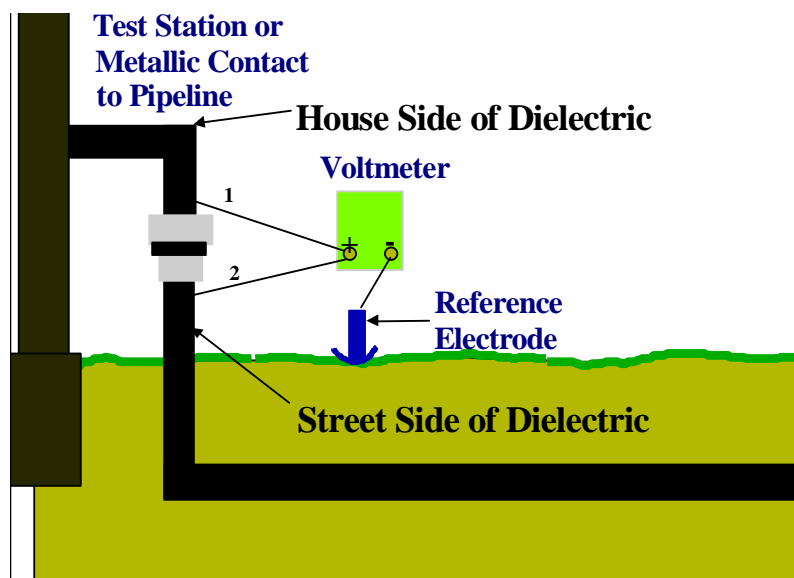 Test Station or
Metallic Contact
to Pipeline
House Side of Dielectric
Voltmeter
1
+ -
2
Reference
Electrode
Street Side of Dielectric